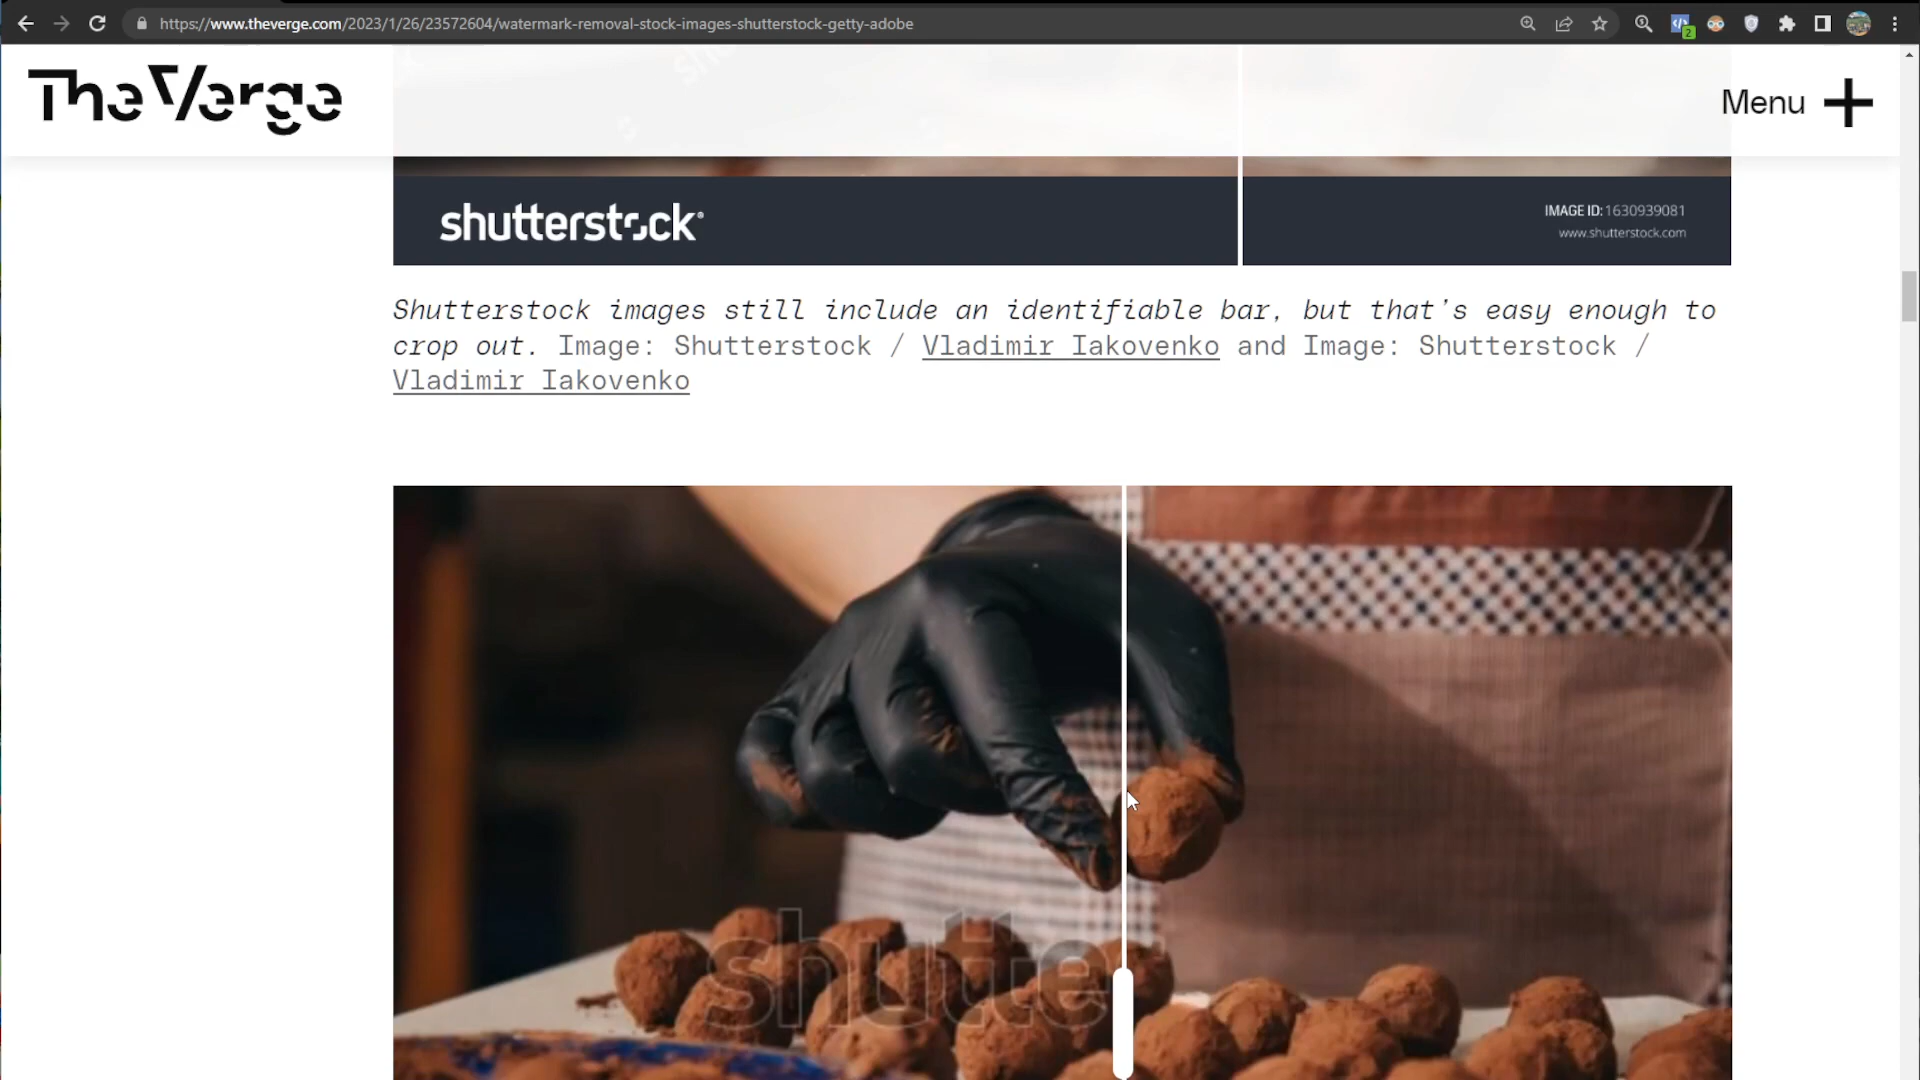 https://www.theverge.com/2023/1/26/23572604/watermark-removal-stock-images-shutterstock-getty-adobe
2
The Verge
Menu
shutterstock®
IMAGE ID: 1630939081
www.shutterstock.com
Shutterstock images still include an identifiable bar, but that's easy enough to
crop out. Image: Shutterstock / Vladimir Iakovenko and Image: Shutterstock /
Vladimir Iakovenko
shutte